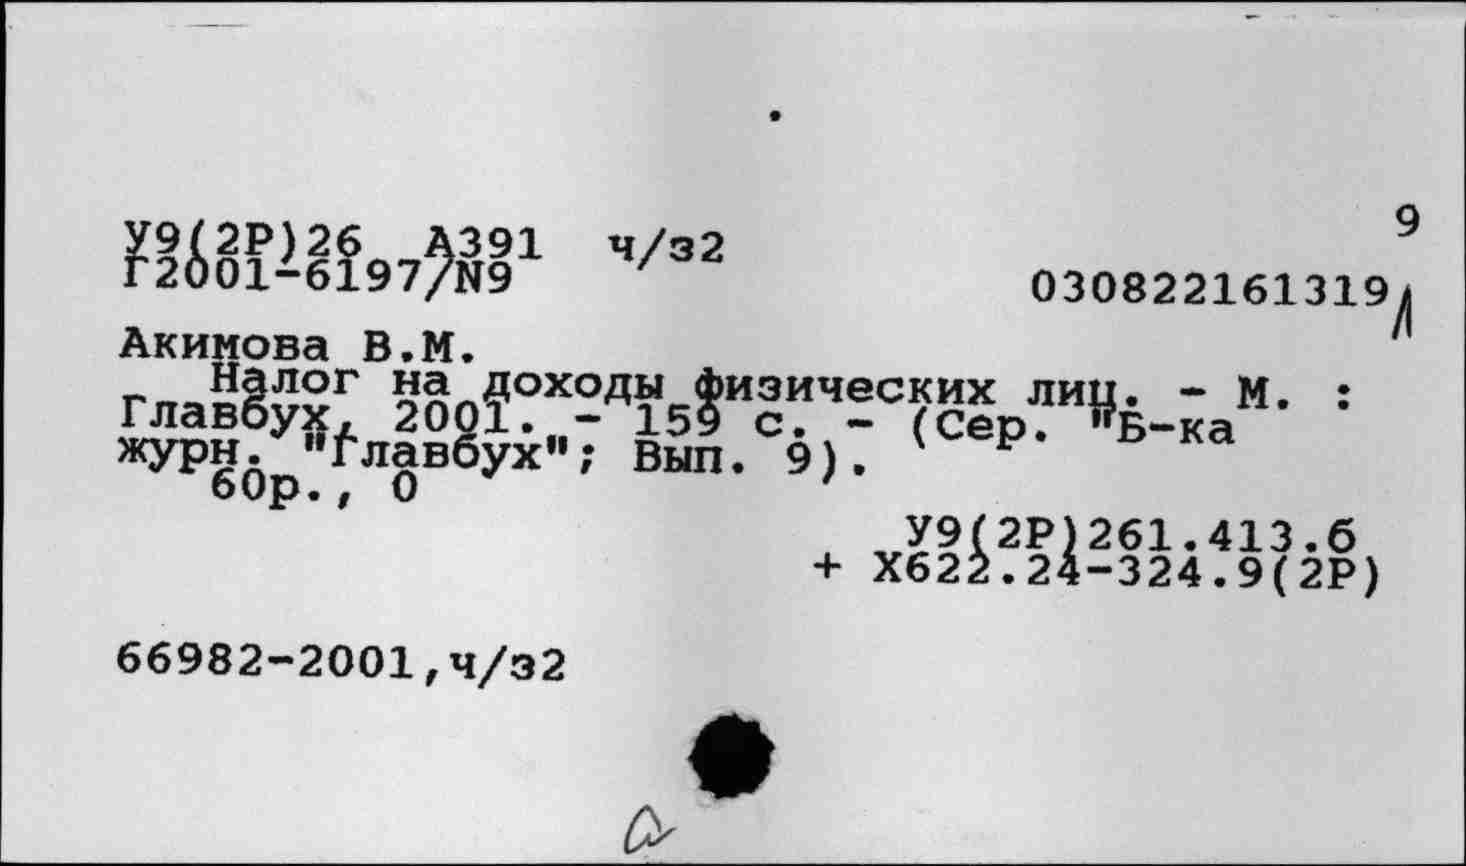 9
У9(2Р)26 А391 ч/з2
Г2001-6197/N9
030822161319
Л
Акимова В.М.
Налог на доходы физических лиц. - М. :
Главбух, 2001. - 159 с. - (Сер. "Б-ка
журн. "Главбух"; Вып. 9).
60р., 0
У9(2Р)261.413.6
+ Х622.24-324.9(2Р)
66982-2001,ч/з2